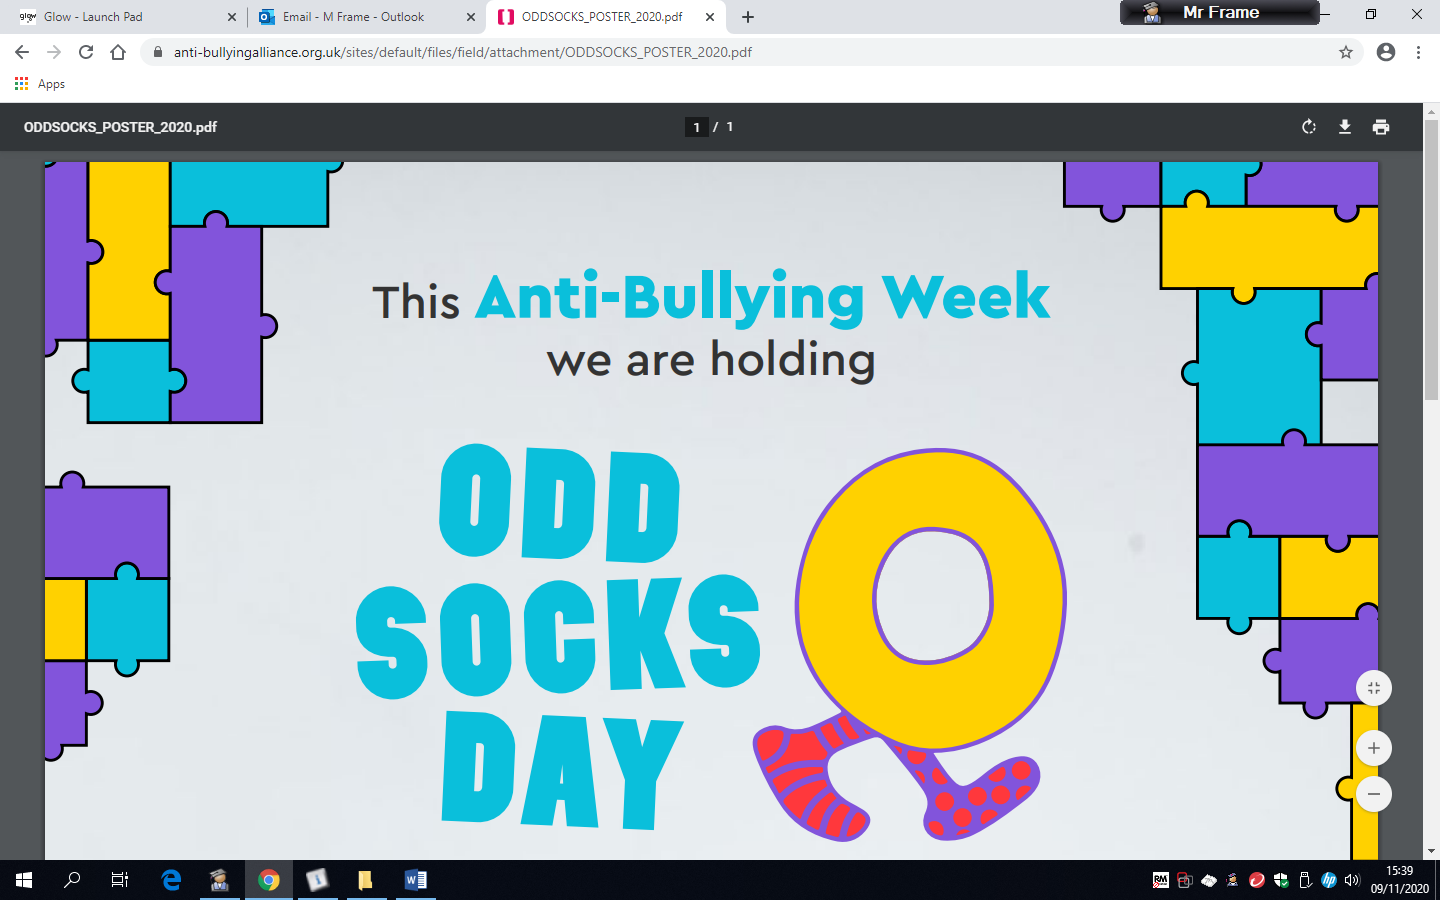 Glow - Launch Pad
Email - M Frame - Outlook
ODDSOCKS_POSTER_2020.pdf
Mr Frame
anti-bullyingalliance.org.uk/sites/default/files/field/attachment/ODDSOCKS_POSTER_2020.pdf
Apps
ODDSOCKS_POSTER_2020.pdf
1 / 1
This Anti-Bullying Week
we are holding
ODD
SOCKS
DAY
15:39
09/11/2020